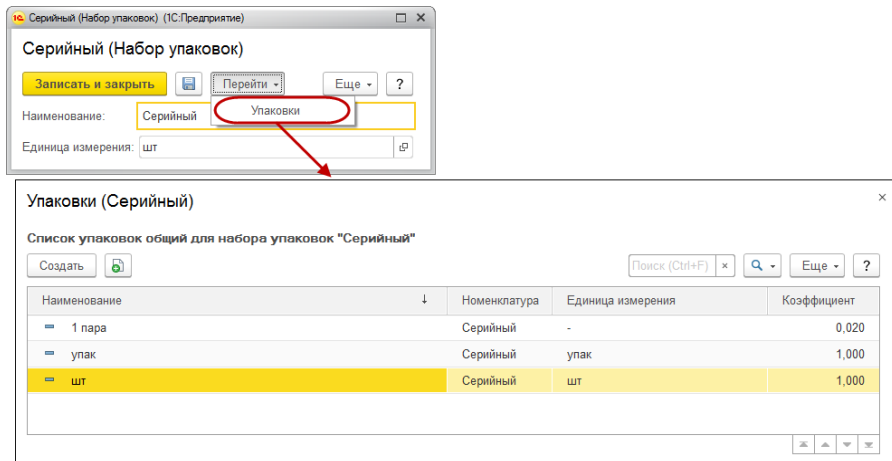 1С Серийный (Набор упаковок) (1С:Предприятие)
Серийный (Набор упаковок)
Записать и закрыть Перейти Еще ?
Упаковки
Наименование: Серийный
Единица измерения: шт
Упаковки (Серийный)
Список упаковок общий для набора упаковок "Серийный"
Создать Поиск (Ctrl+F) × Еще ?
Наименование ↓ Номенклатура Единица измерения Коэффициент
1 пара Серийный - 0,020
упак Серийный упак 1,000
шт Серийный шт 1,000